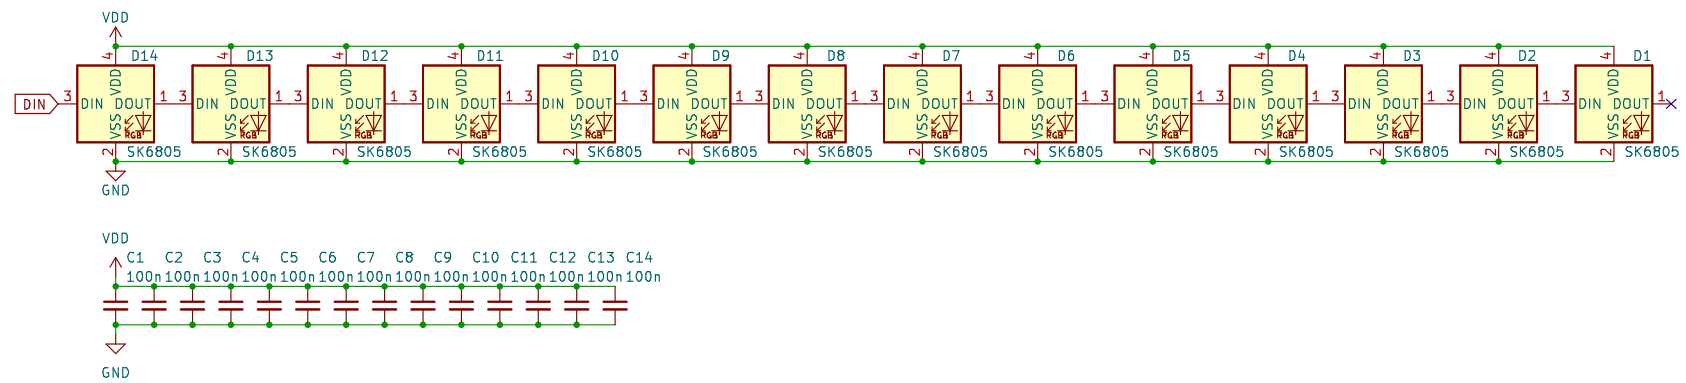 VDD
D14 D13 D12 D11 D10 D9 D8 D7 D6 D5 D4 D3 D2 D1
4 4 4 4 4 4 4 4 4 4 4 4 4 4
VDD VDD VDD VDD VDD VDD VDD VDD VDD VDD VDD VDD VDD VDD
3 1 3 1 3 1 3 1 3 1 3 1 3 1 3 1 3 1 3 1 3 1 3 1 3 1 3 1
DIN DIN DOUT DIN DOUT DIN DOUT DIN DOUT DIN DOUT DIN DOUT DIN DOUT DIN DOUT DIN DOUT DIN DOUT DIN DOUT DIN DOUT DIN DOUT DIN DOUT
VSS VSS VSS VSS VSS VSS VSS VSS VSS VSS VSS VSS VSS VSS
RGB RGB RGB RGB RGB RGB RGB RGB RGB RGB RGB RGB RGB RGB
2 2 2 2 2 2 2 2 2 2 2 2 2 2
SK6805 SK6805 SK6805 SK6805 SK6805 SK6805 SK6805 SK6805 SK6805 SK6805 SK6805 SK6805 SK6805 SK6805
GND
VDD
C1 C2 C3 C4 C5 C6 C7 C8 C9 C10 C11 C12 C13 C14
100n 100n 100n 100n 100n 100n 100n 100n 100n 100n 100n 100n 100n 100n
GND